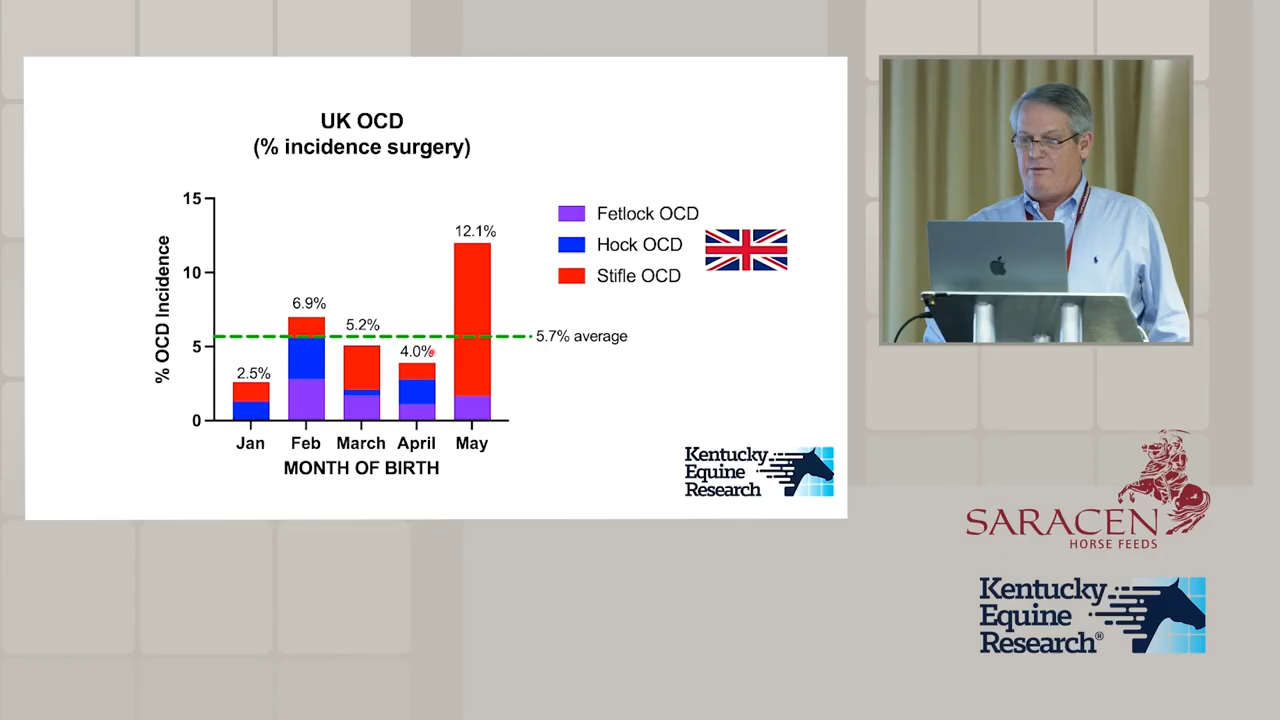 UK OCD
(% incidence surgery)
% OCD Incidence
15
10
5
0
2.5%
6.9%
5.2%
4.0%
12.1%
5.7% average
Jan Feb March April May
MONTH OF BIRTH
Fetlock OCD
Hock OCD
Stifle OCD
Kentucky
Equine
Research
SARACEN
HORSE FEEDS
Kentucky
Equine
Research®